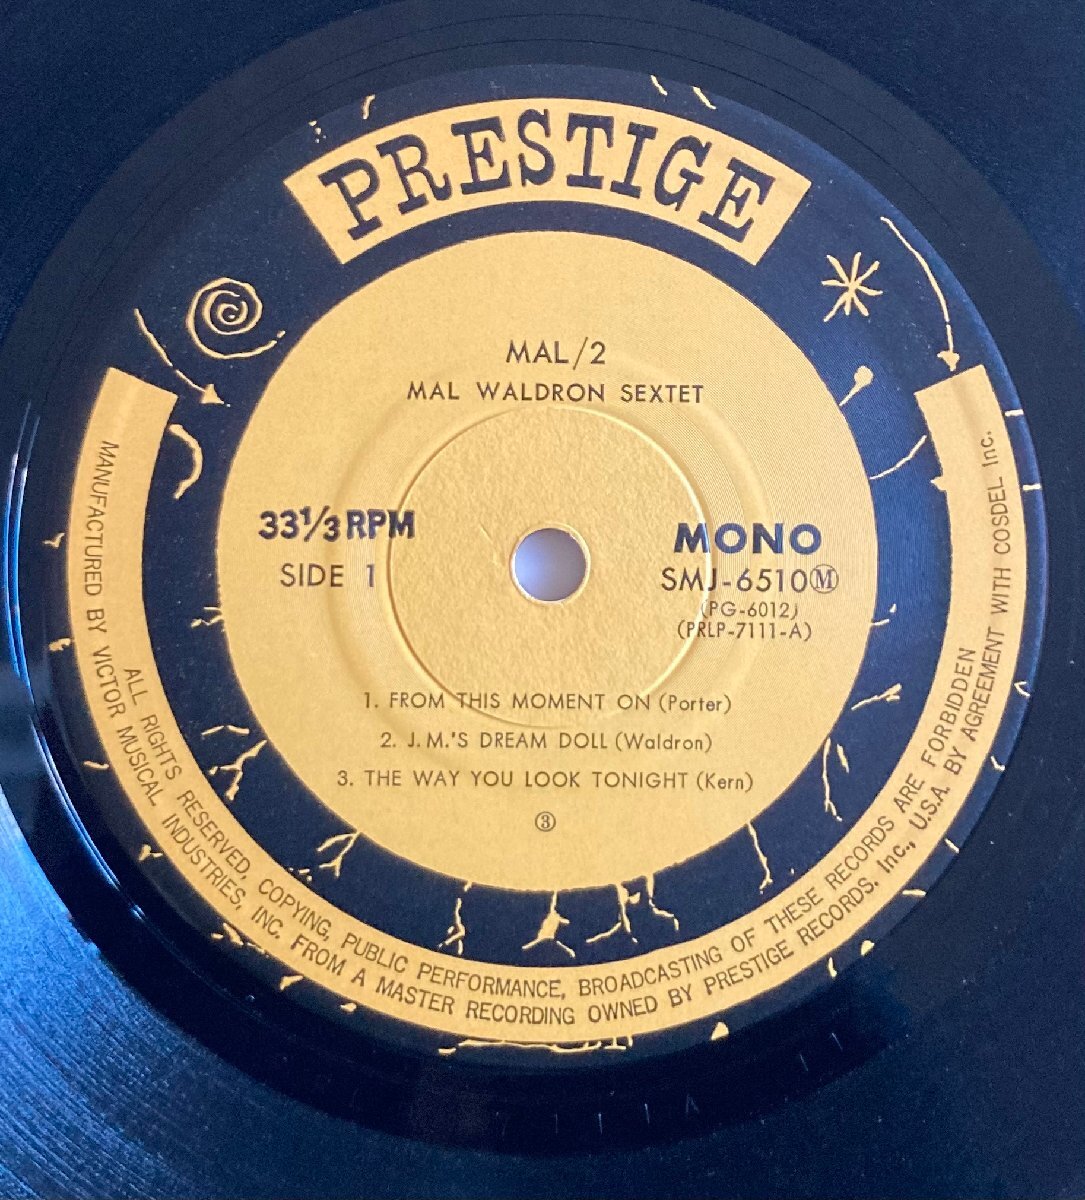 PRESTIGE
MAL/2
MAL WALDRON SEXTET
33⅓ RPM
SIDE 1
MONO
SMJ-6510Ⓜ
(PG-6012)
(PRLP-7111-A)
1. FROM THIS MOMENT ON (Porter)
2. J.M.'S DREAM DOLL (Waldron)
3. THE WAY YOU LOOK TONIGHT (Kern)
③
ALL RIGHTS RESERVED, COPYING, PUBLIC PERFORMANCE, BROADCASTING OF THESE RECORDS ARE FORBIDDEN
MANUFACTURED BY VICTOR MUSICAL INDUSTRIES, INC. FROM A MASTER RECORDING OWNED BY PRESTIGE RECORDS. Inc., U.S.A. BY AGREEMENT WITH COSDEL Inc.